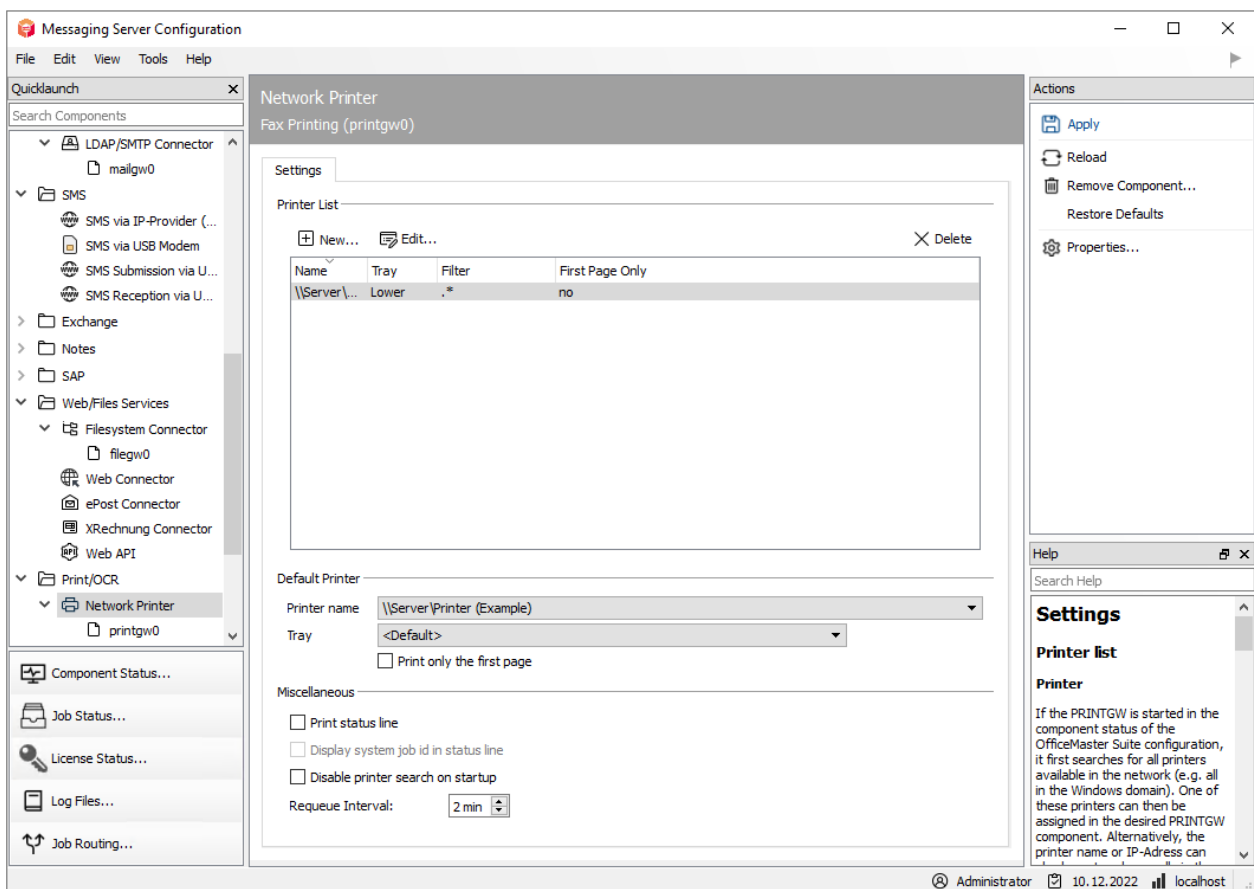 Messaging Server Configuration
File Edit View Tools Help
Quicklaunch
Search Components
LDAP/SMTP Connector
mailgw0
SMS
SMS via IP-Provider (...
SMS via USB Modem
SMS Submission via U...
SMS Reception via U...
Exchange
Notes
SAP
Web/Files Services
Filesystem Connector
filegw0
Web Connector
ePost Connector
XRechnung Connector
Web API
Print/OCR
Network Printer
printgw0
Component Status...
Job Status...
License Status...
Log Files...
Job Routing...
Network Printer
Fax Printing (printgw0)
Settings
Printer List
New... Edit... Delete
Name Tray Filter First Page Only
\\Server\... Lower .* no
Default Printer
Printer name \\Server\Printer (Example)
Tray <Default>
Print only the first page
Miscellaneous
Print status line
Display system job id in status line
Disable printer search on startup
Requeue Interval: 2 min
Actions
Apply
Reload
Remove Component...
Restore Defaults
Properties...
Help
Search Help
Settings
Printer list
Printer
If the PRINTGW is started in the
component status of the
OfficeMaster Suite configuration,
it first searches for all printers
available in the network (e.g. all
in the Windows domain). One of
these printers can then be
assigned in the desired PRINTGW
component. Alternatively, the
printer name or IP-Adress can
Administrator 10.12.2022 localhost